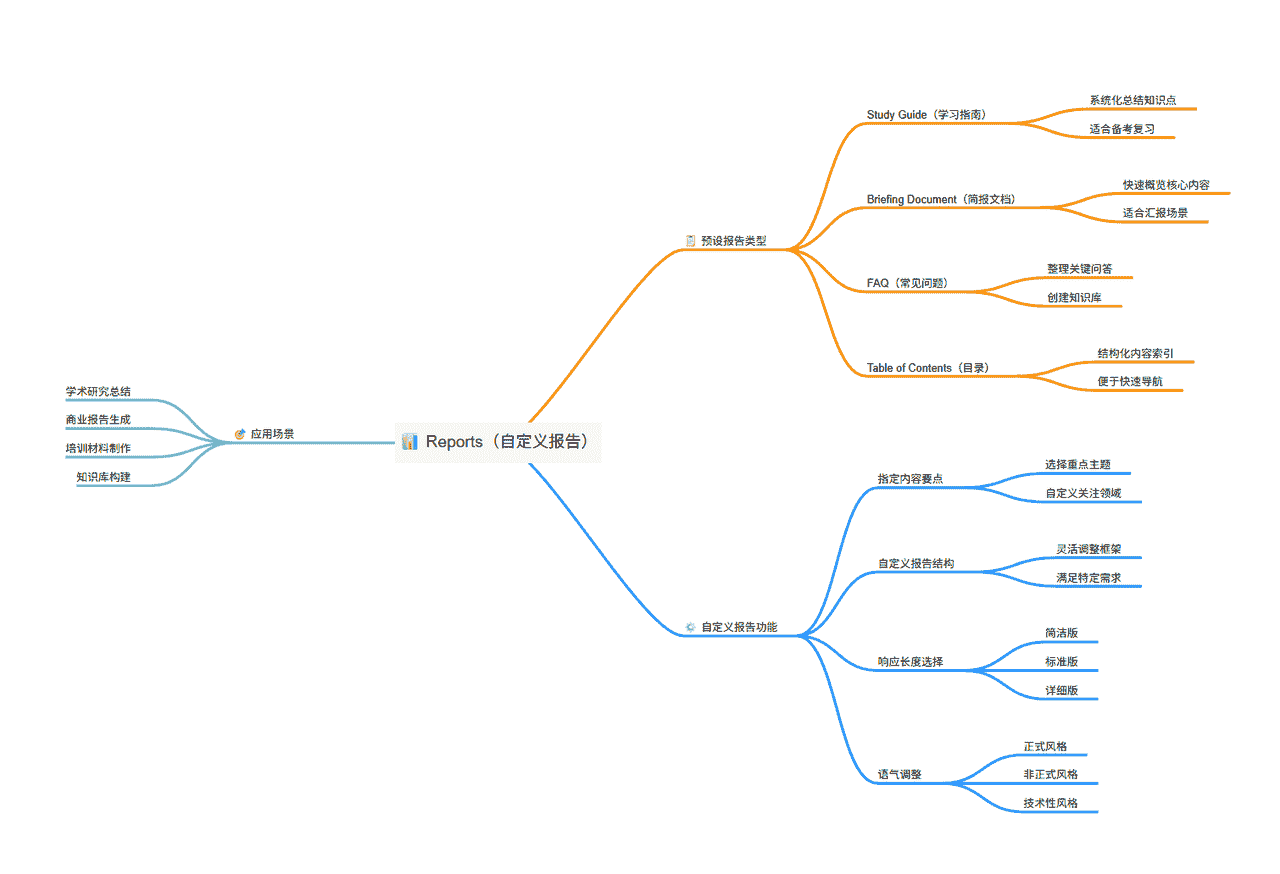 Reports（自定义报告）
预设报告类型
Study Guide（学习指南）
系统化总结知识点
适合备考复习
Briefing Document（简报文档）
快速概览核心内容
适合汇报场景
FAQ（常见问题）
整理关键问答
创建知识库
Table of Contents（目录）
结构化内容索引
便于快速导航
自定义报告功能
指定内容要点
选择重点主题
自定义关注领域
自定义报告结构
灵活调整框架
满足特定需求
响应长度选择
简洁版
标准版
详细版
语气调整
正式风格
非正式风格
技术性风格
应用场景
学术研究总结
商业报告生成
培训材料制作
知识库构建